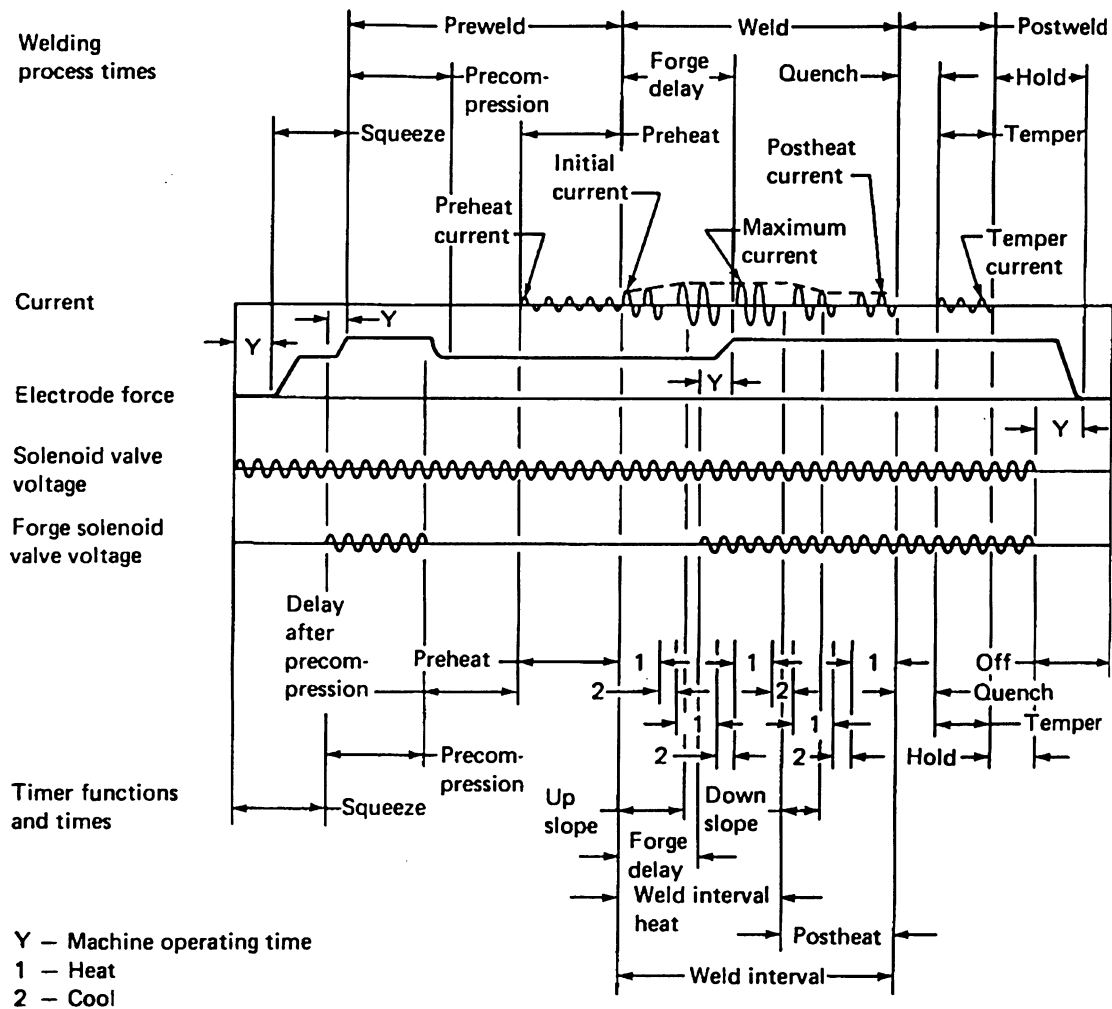 Welding
process times
Preweld
Weld
Postweld
Precom-
pression
Forge
delay
Quench
Hold
Squeeze
Preheat
Temper
Initial
current
Postheat
current
Preheat
current
Maximum
current
Temper
current
Current
Y
Y
Electrode force
Y
Y
Solenoid valve
voltage
Forge solenoid
valve voltage
Delay
after
precom-
pression
Preheat
1
1
1
Off
2
2
Quench
1
1
Temper
2
2
Hold
Precom-
pression
Timer functions
and times
Squeeze
Up
slope
Down
slope
Forge
delay
Weld interval
heat
Postheat
Weld interval
Y – Machine operating time
1 – Heat
2 – Cool